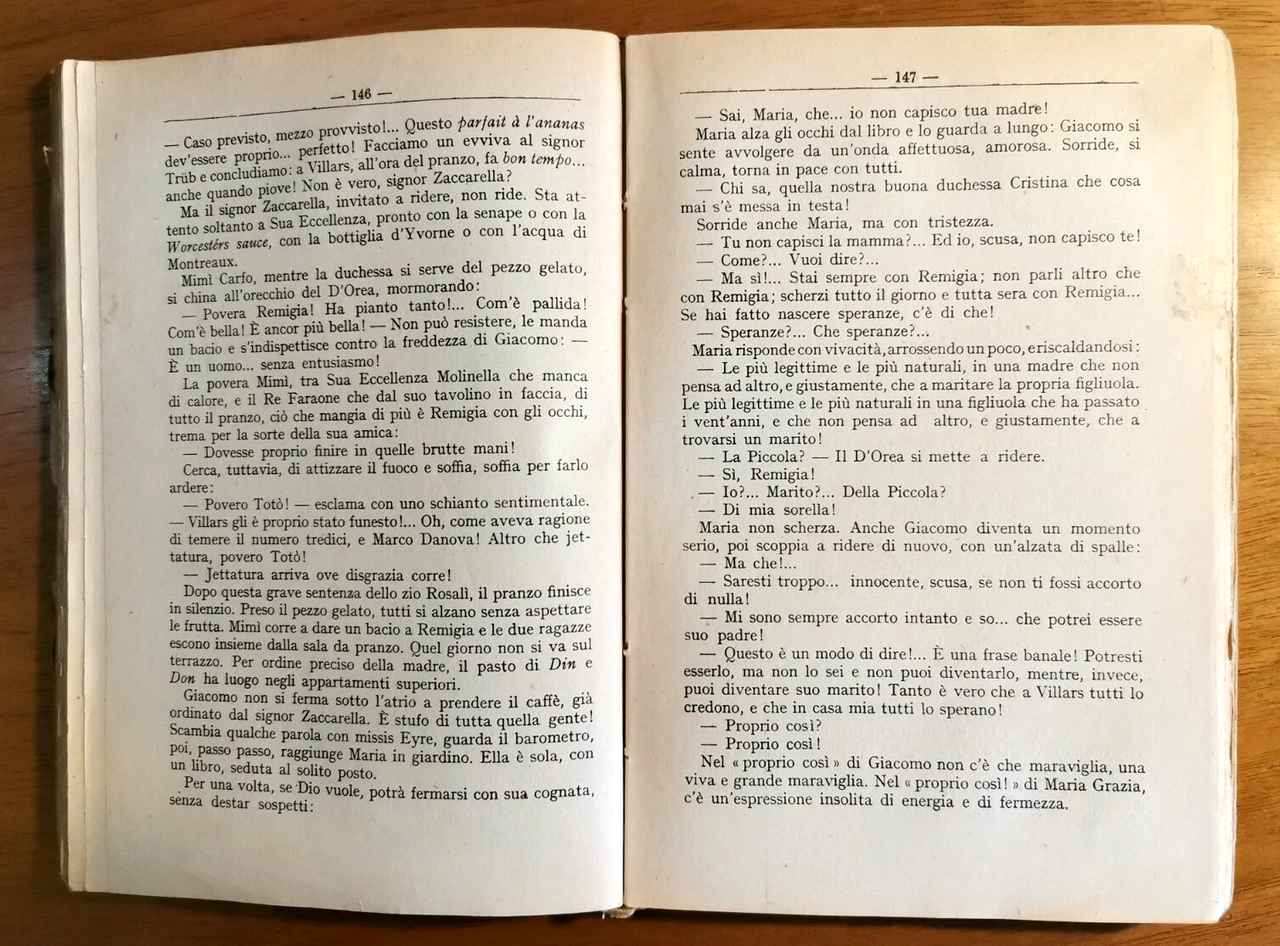 — 146 —
— Caso previsto, mezzo provvisto!... Questo parfait à l'ananas
dev'essere proprio... perfetto! Facciamo un evviva al signor
Trüb e concludiamo: a Villars, all'ora del pranzo, fa bon tempo...
anche quando piove! Non è vero, signor Zaccarella?
Ma il signor Zaccarella, invitato a ridere, non ride. Sta at-
tento soltanto a Sua Eccellenza, pronto con la senape o con la
Worcestérs sauce, con la bottiglia d'Yvorne o con l'acqua di
Montreaux.
Mimì Carfo, mentre la duchessa si serve del pezzo gelato,
si china all'orecchio del D'Orea, mormorando:
— Povera Remigia! Ha pianto tanto!... Com'è pallida!
Com'è bella! È ancor più bella! — Non può resistere, le manda
un bacio e s'indispettisce contro la freddezza di Giacomo: —
È un uomo... senza entusiasmo!
La povera Mimì, tra Sua Eccellenza Molinella che manca
di calore, e il Re Faraone che dal suo tavolino in faccia, di
tutto il pranzo, ciò che mangia di più è Remigia con gli occhi,
trema per la sorte della sua amica:
— Dovesse proprio finire in quelle brutte mani!
Cerca, tuttavia, di attizzare il fuoco e soffia, soffia per farlo
ardere:
— Povero Totò! — esclama con uno schianto sentimentale.
— Villars gli è proprio stato funesto!... Oh, come aveva ragione
di temere il numero tredici, e Marco Danova! Altro che jet-
tatura, povero Totò!
— Jettatura arriva ove disgrazia corre!
Dopo questa grave sentenza dello zio Rosalì, il pranzo finisce
in silenzio. Preso il pezzo gelato, tutti si alzano senza aspettare
le frutta. Mimì corre a dare un bacio a Remigia e le due ragazze
escono insieme dalla sala da pranzo. Quel giorno non si va sul
terrazzo. Per ordine preciso della madre, il pasto di Din e
Don ha luogo negli appartamenti superiori.
Giacomo non si ferma sotto l'atrio a prendere il caffè, già
ordinato dal signor Zaccarella. È stufo di tutta quella gente!
Scambia qualche parola con missis Eyre, guarda il barometro,
poi, passo passo, raggiunge Maria in giardino. Ella è sola, con
un libro, seduta al solito posto.
Per una volta, se Dio vuole, potrà fermarsi con sua cognata,
senza destar sospetti:
— 147 —
— Sai, Maria, che... io non capisco tua madre!
Maria alza gli occhi dal libro e lo guarda a lungo: Giacomo si
sente avvolgere da un'onda affettuosa, amorosa. Sorride, si
calma, torna in pace con tutti.
— Chi sa, quella nostra buona duchessa Cristina che cosa
mai s'è messa in testa!
Sorride anche Maria, ma con tristezza.
— Tu non capisci la mamma?... Ed io, scusa, non capisco te!
— Come?... Vuoi dire?...
— Ma sì!... Stai sempre con Remigia; non parli altro che
con Remigia; scherzi tutto il giorno e tutta sera con Remigia...
Se hai fatto nascere speranze, c'è di che!
— Speranze?... Che speranze?...
Maria risponde con vivacità, arrossendo un poco, e riscaldandosi:
— Le più legittime e le più naturali, in una madre che non
pensa ad altro, e giustamente, che a maritare la propria figliuola.
Le più legittime e le più naturali in una figliuola che ha passato
i vent'anni, e che non pensa ad altro, e giustamente, che a
trovarsi un marito!
— La Piccola? — Il D'Orea si mette a ridere.
— Sì, Remigia!
— Io?... Marito?... Della Piccola?
— Di mia sorella!
Maria non scherza. Anche Giacomo diventa un momento
serio, poi scoppia a ridere di nuovo, con un'alzata di spalle:
— Ma che!...
— Saresti troppo... innocente, scusa, se non ti fossi accorto
di nulla!
— Mi sono sempre accorto intanto e so... che potrei essere
suo padre!
— Questo è un modo di dire!... È una frase banale! Potresti
esserlo, ma non lo sei e non puoi diventarlo, mentre, invece,
puoi diventare suo marito! Tanto è vero che a Villars tutti lo
credono, e che in casa mia tutti lo sperano!
— Proprio così?
— Proprio così!
Nel « proprio così » di Giacomo non c'è che maraviglia, una
viva e grande maraviglia. Nel « proprio così! » di Maria Grazia,
c'è un'espressione insolita di energia e di fermezza.